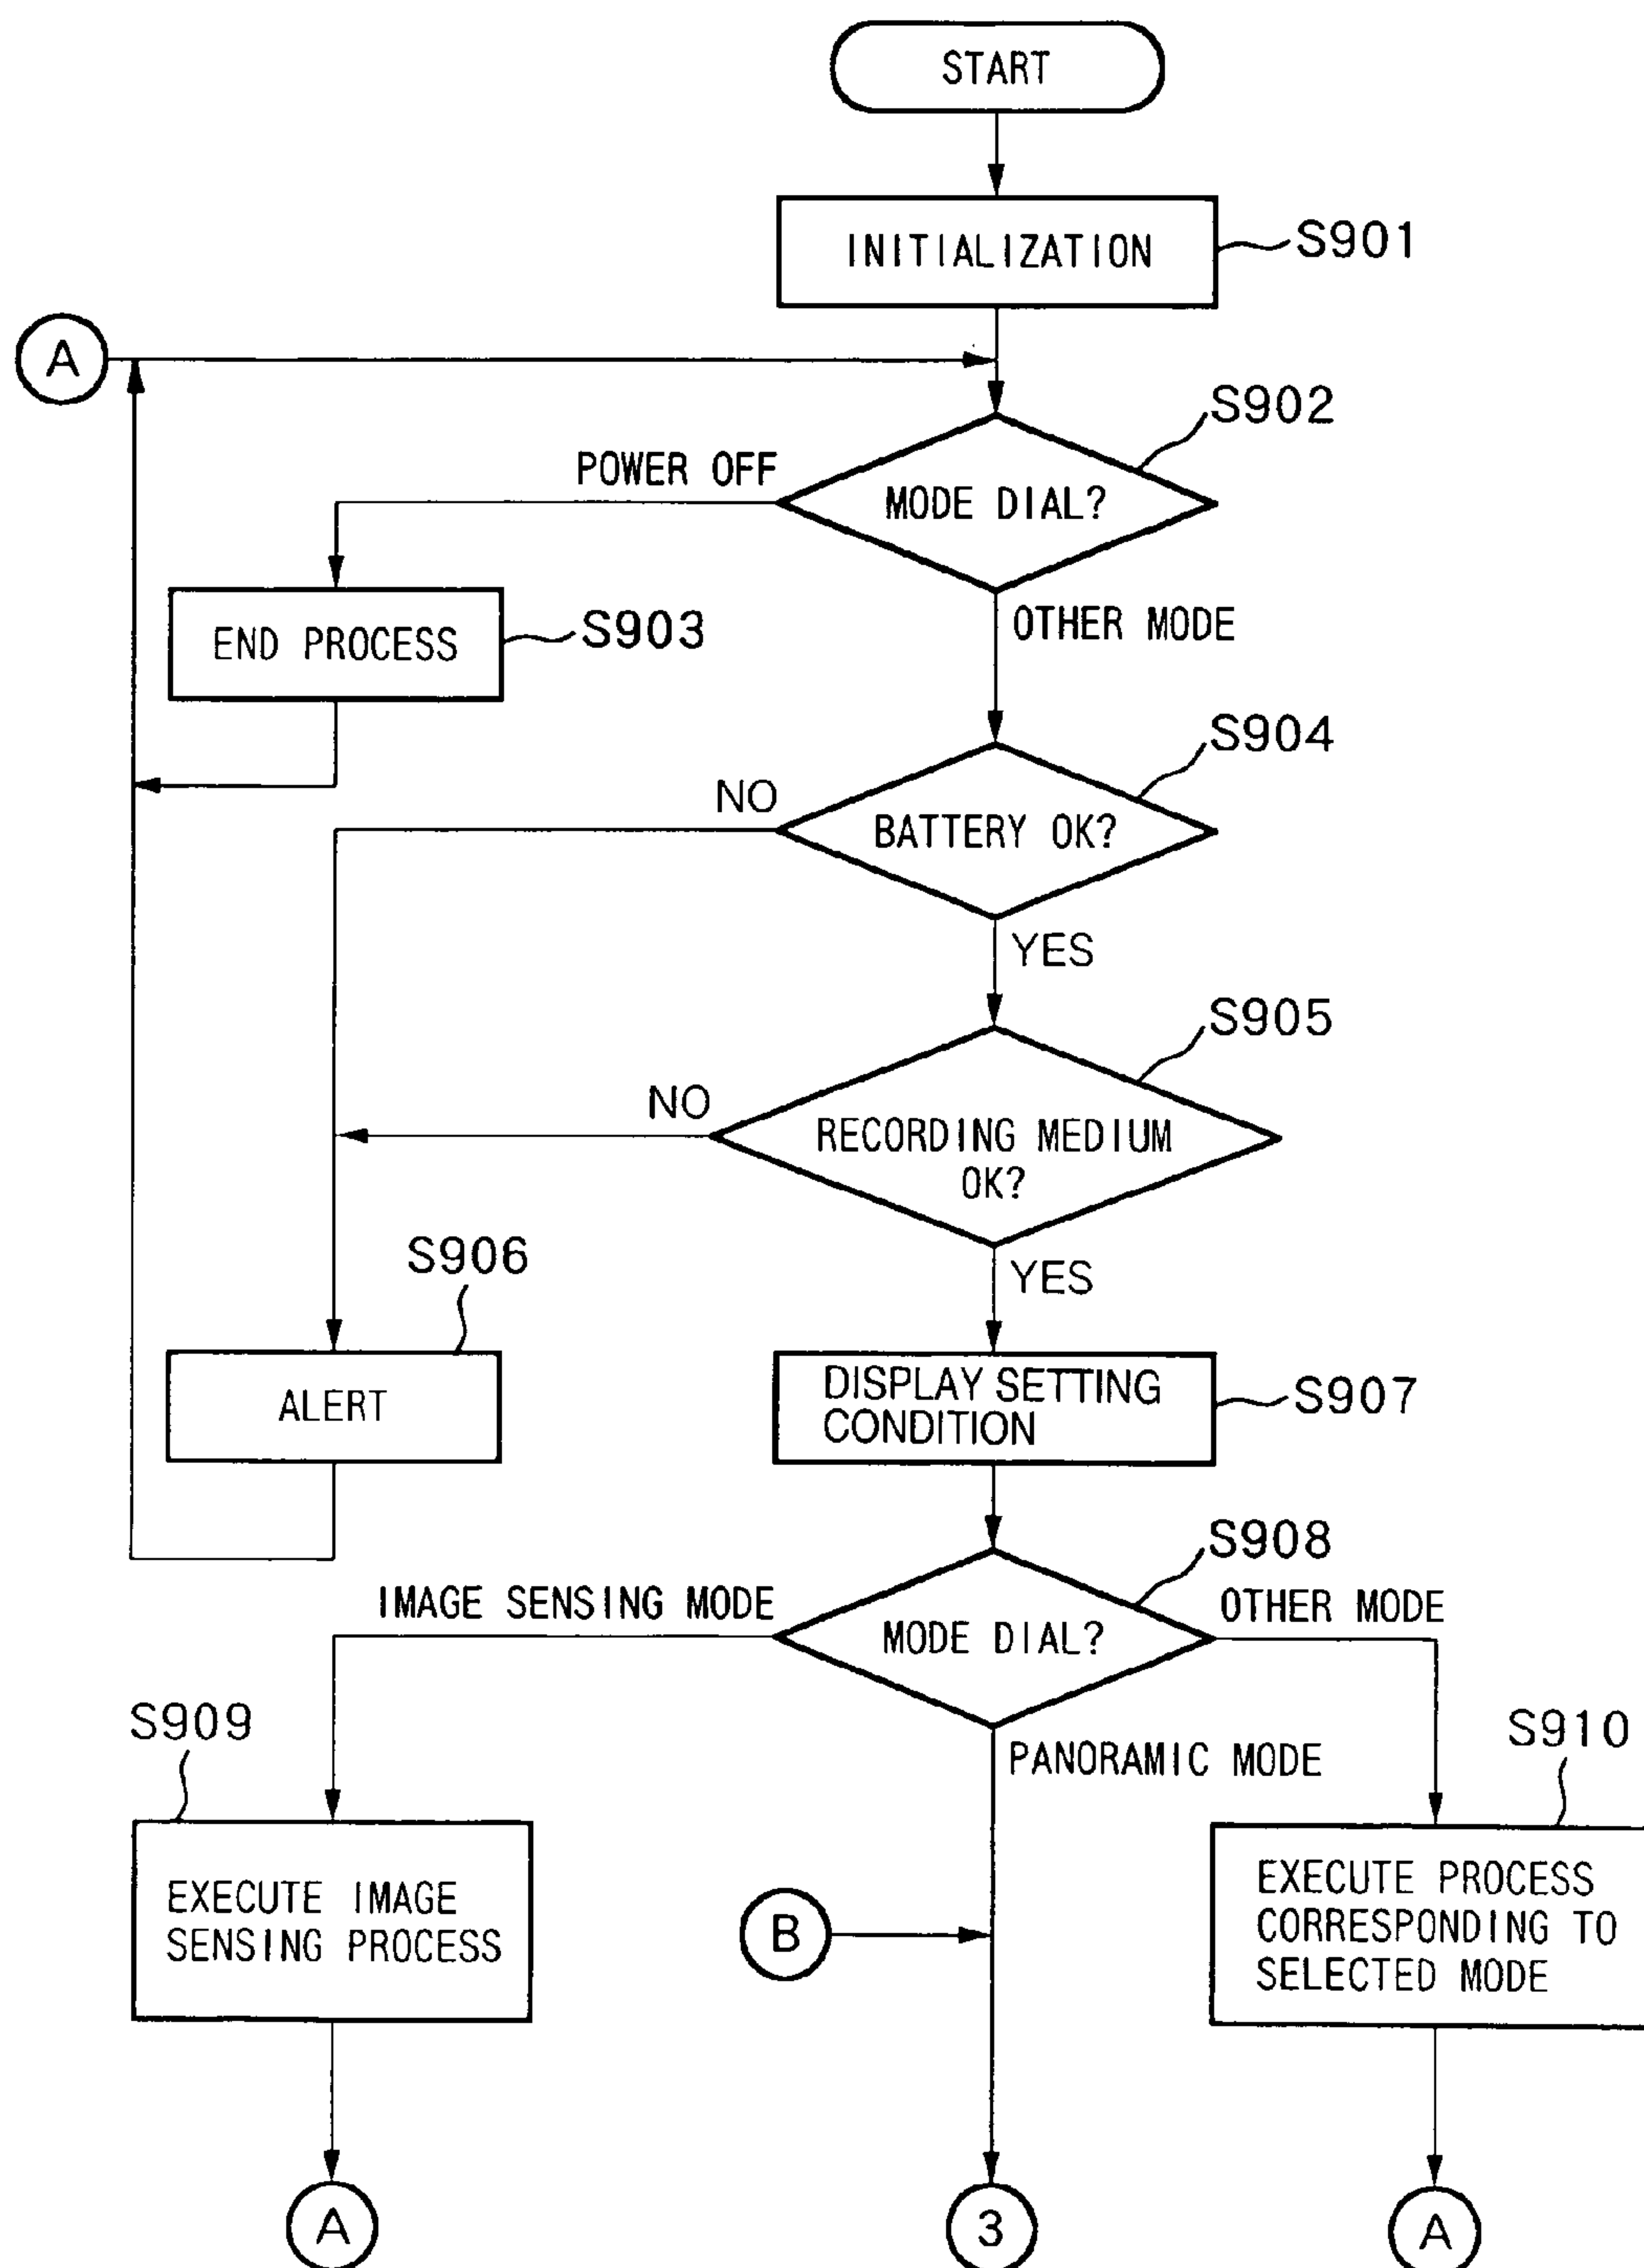 START
INITIALIZATION
S901
A
S902
POWER OFF
MODE DIAL?
END PROCESS
S903
OTHER MODE
S904
NO
BATTERY OK?
YES
S905
NO
RECORDING MEDIUM
OK?
S906
YES
ALERT
DISPLAY SETTING
CONDITION
S907
S908
IMAGE SENSING MODE
MODE DIAL?
OTHER MODE
S909
PANORAMIC MODE
S910
EXECUTE IMAGE
SENSING PROCESS
B
EXECUTE PROCESS
CORRESPONDING TO
SELECTED MODE
A
3
A